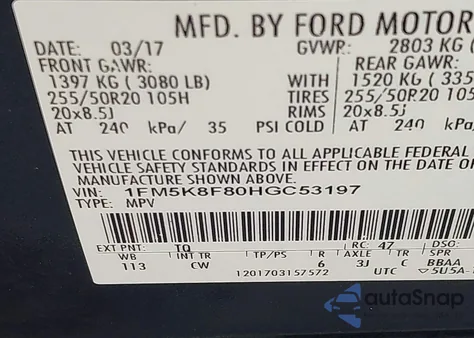 MFD. BY FORD MOTOR
DATE: 03/17 GVWR: 2803 KG (
FRONT GAWR: REAR GAWR:
1397 KG ( 3080 LB) WITH 1520 KG ( 335
255/50R20 105H TIRES 255/50R20 105H
20x8.5J RIMS 20x8.5J
AT 240 kPa/ 35 PSI COLD AT 240 kPa/
THIS VEHICLE CONFORMS TO ALL APPLICABLE FEDERAL
VEHICLE SAFETY STANDARDS IN EFFECT ON THE DATE O
MANUFACTURE SHOWN ABOVE.
VIN: 1FM5K8F80HGC53197
TYPE: MPV
EXT PNT: TQ RC: 47 DSO:
WB INT TR TP/PS R AXLE TR SPR
113 CW 6 3J C BBAA
1201703157572 UTC ▽5U5A-
autoSnap